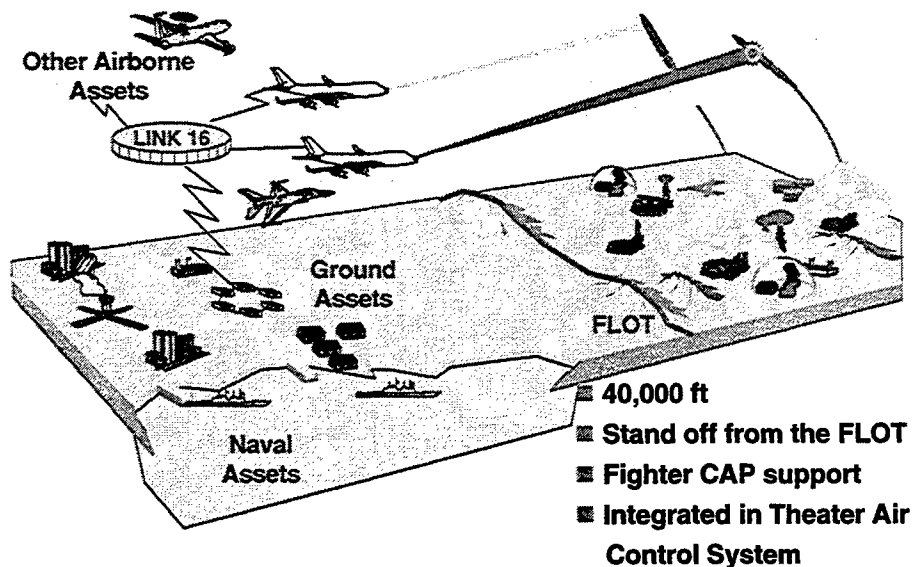 Other Airborne
Assets
LINK 16
Ground
Assets
FLOT
Naval
Assets
40,000 ft
Stand off from the FLOT
Fighter CAP support
Integrated in Theater Air
Control System